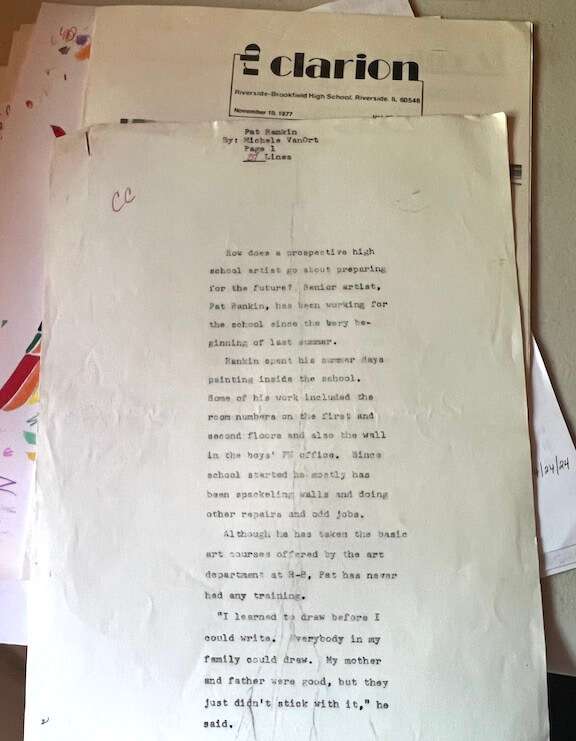 clarion
Riverside-Brookfield High School, Riverside, IL 60546
November 10, 1977
Pat Rankin
By: Michele VanOrt
Page 1
Lines
CC
How does a prospective high
school artist go about preparing
for the future? Senior artist,
Pat Rankin, has been working for
the school since the very be-
ginning of last summer.
Rankin spent his summer days
painting inside the school.
Some of his work included the
room numbers on the first and
second floors and also the wall
in the boys' office. Since
school started he mostly has
been spackeling walls and doing
other repairs and odd jobs.
Although he has taken the basic
art courses offered by the art
department at R-B, Pat has never
had any training.
"I learned to draw before I
could write. Everybody in my
family could draw. My mother
and father were good, but they
just didn't stick with it," he
said.
/24/24